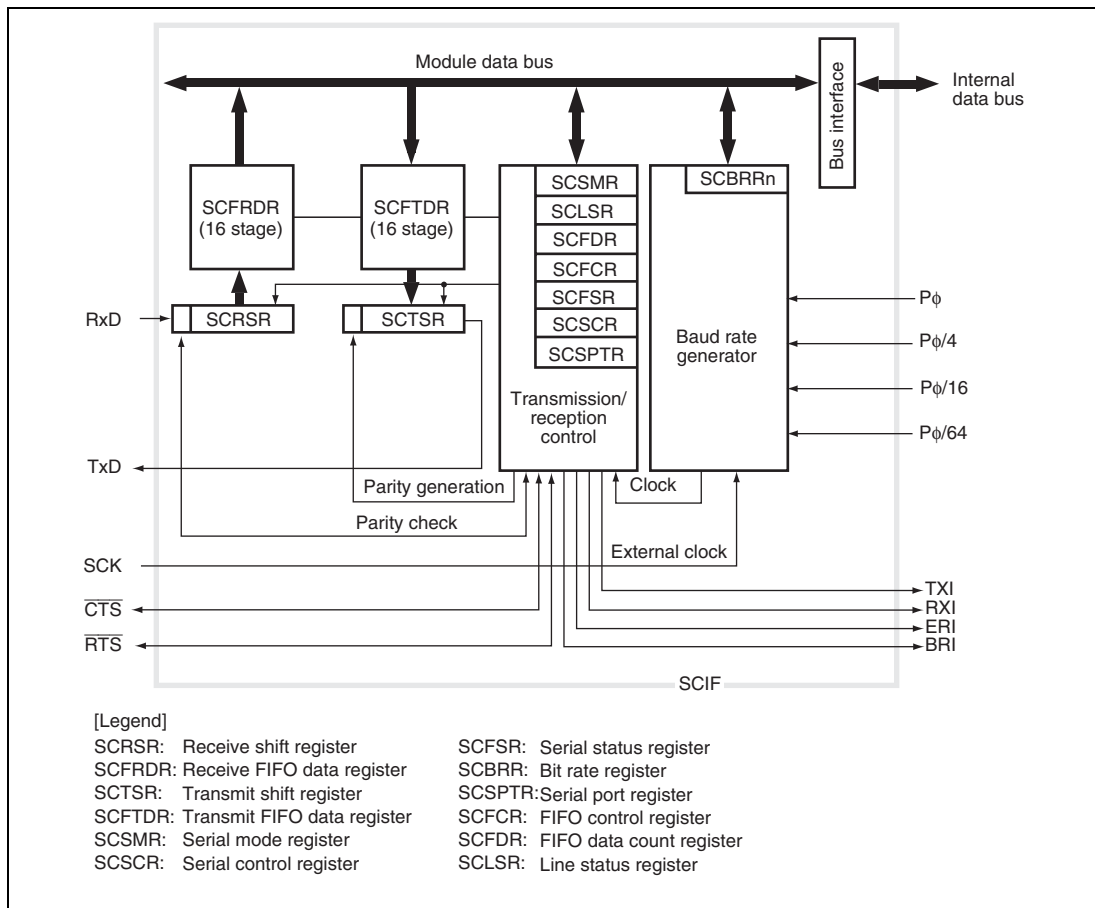 Module data bus
Bus interface
Internal
data bus
SCFRDR
(16 stage)
SCFTDR
(16 stage)
SCSMR
SCLSR
SCFDR
SCFCR
SCFSR
SCSCR
SCSPTR
Transmission/
reception
control
SCBRRn
Baud rate
generator
RxD
SCRSR
SCTSR
Pϕ
Pϕ/4
Pϕ/16
Pϕ/64
TxD
Parity generation
Clock
Parity check
SCK
External clock
CTS
RTS
TXI
RXI
ERI
BRI
SCIF
[Legend]
SCRSR: Receive shift register
SCFRDR: Receive FIFO data register
SCTSR: Transmit shift register
SCFTDR: Transmit FIFO data register
SCSMR: Serial mode register
SCSCR: Serial control register
SCFSR: Serial status register
SCBRR: Bit rate register
SCSPTR:Serial port register
SCFCR: FIFO control register
SCFDR: FIFO data count register
SCLSR: Line status register